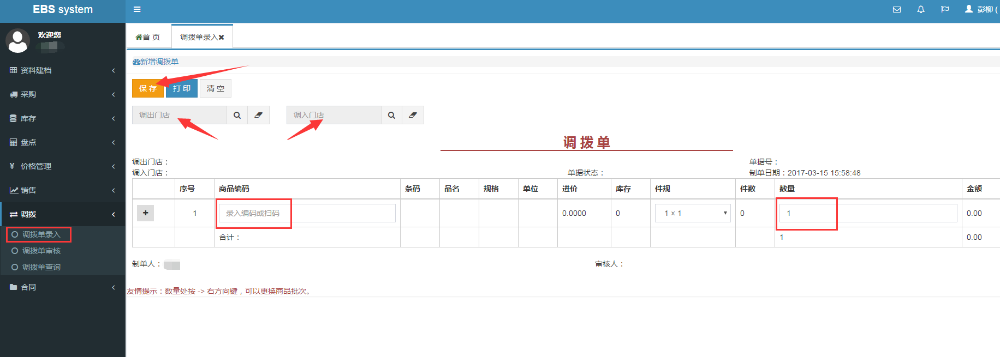 EBS system
彭柳 (
欢迎您
首 页
调拨单录入
资料建档
采购
库存
盘点
¥ 价格管理
销售
调拨
调拨单录入
调拨单审核
调拨单查询
合同
新增调拨单
保 存 打 印 清 空
调出门店 调入门店
调 拨 单
调出门店： 单据号：
调入门店： 单据状态： 制单日期：2017-03-15 15:58:48
序号 商品编码 条码 品名 规格 单位 进价 库存 件规 件数 数量 金额
+ 1 录入编码或扫码 0.0000 0 1 × 1 0 1 0.00
合计： 1 0.00
制单人： 审核人：
友情提示：数量处按 -> 右方向键，可以更换商品批次。